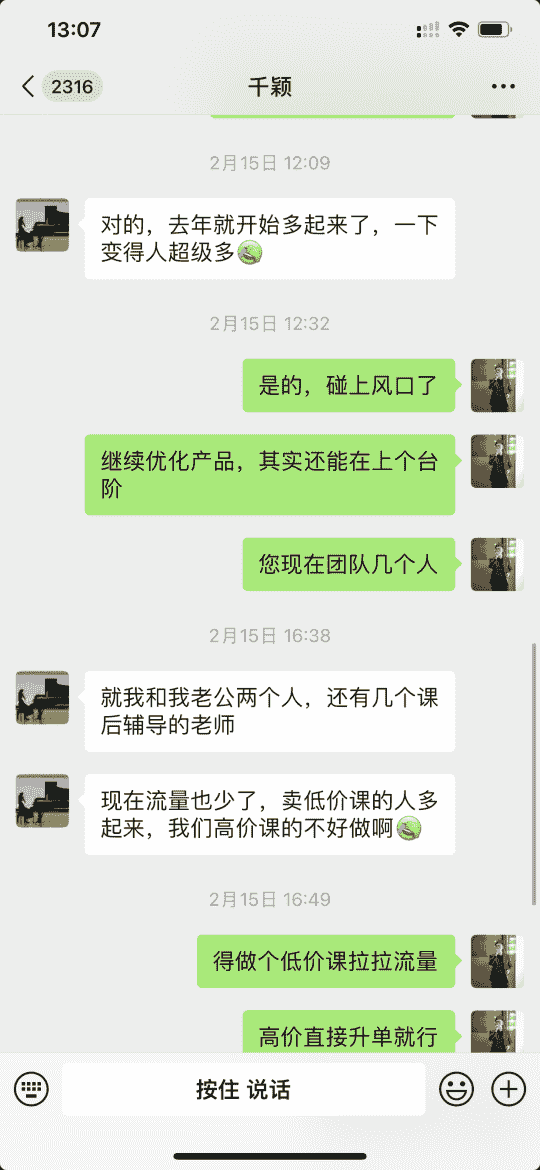 13:07
2316
千颖
2月15日 12:09
对的，去年就开始多起来了，一下
变得人超级多
2月15日 12:32
是的，碰上风口了
继续优化产品，其实还能在上个台
阶
您现在团队几个人
2月15日 16:38
就我和我老公两个人，还有几个课
后辅导的老师
现在流量也少了，卖低价课的人多
起来，我们高价课的不好做啊
2月15日 16:49
得做个低价课拉拉流量
高价直接升单就行
按住 说话